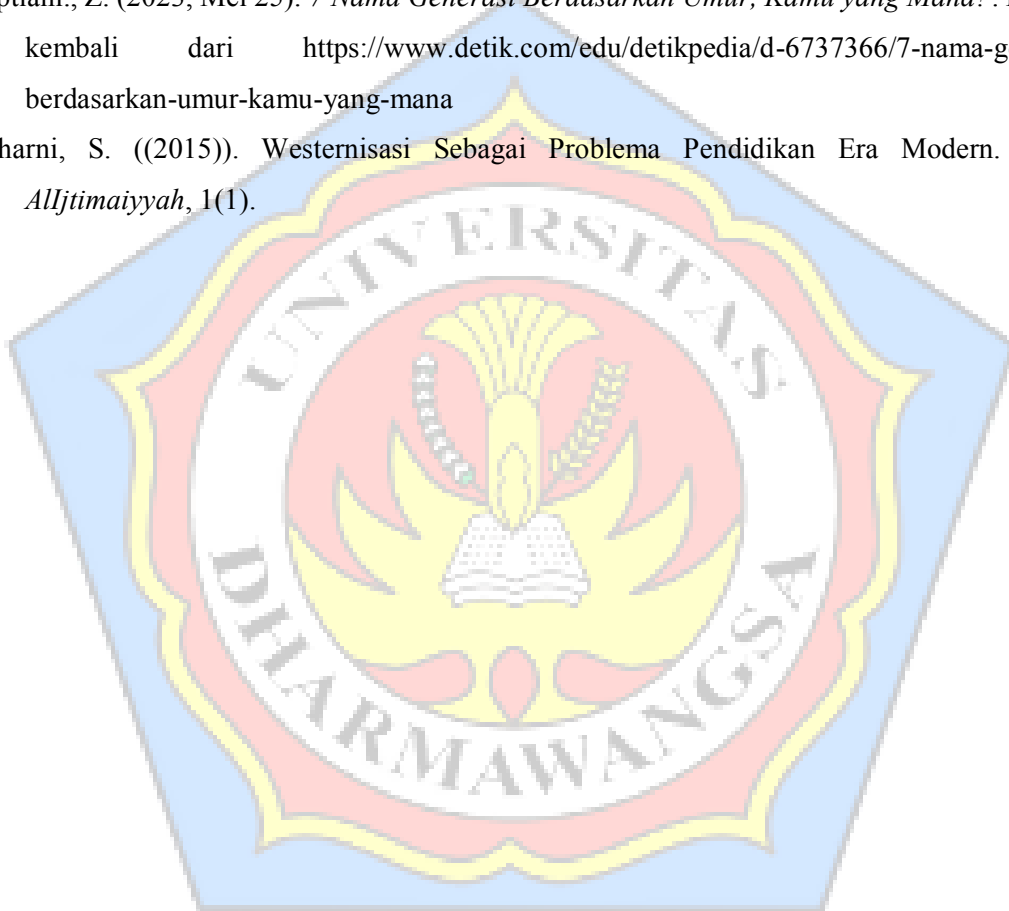 ptiani., Z. (2023, Mei 25). 7 Nama Generasi Berdasarkan Umur, Kamu yang Mana?.
kembali dari https://www.detik.com/edu/detikpedia/d-6737366/7-nama-g
berdasarkan-umur-kamu-yang-mana
harni, S. ((2015)). Westernisasi Sebagai Problema Pendidikan Era Modern.
AlIjtimaiyyah, 1(1).
UNIVERSITAS
DHARMAWANGSA